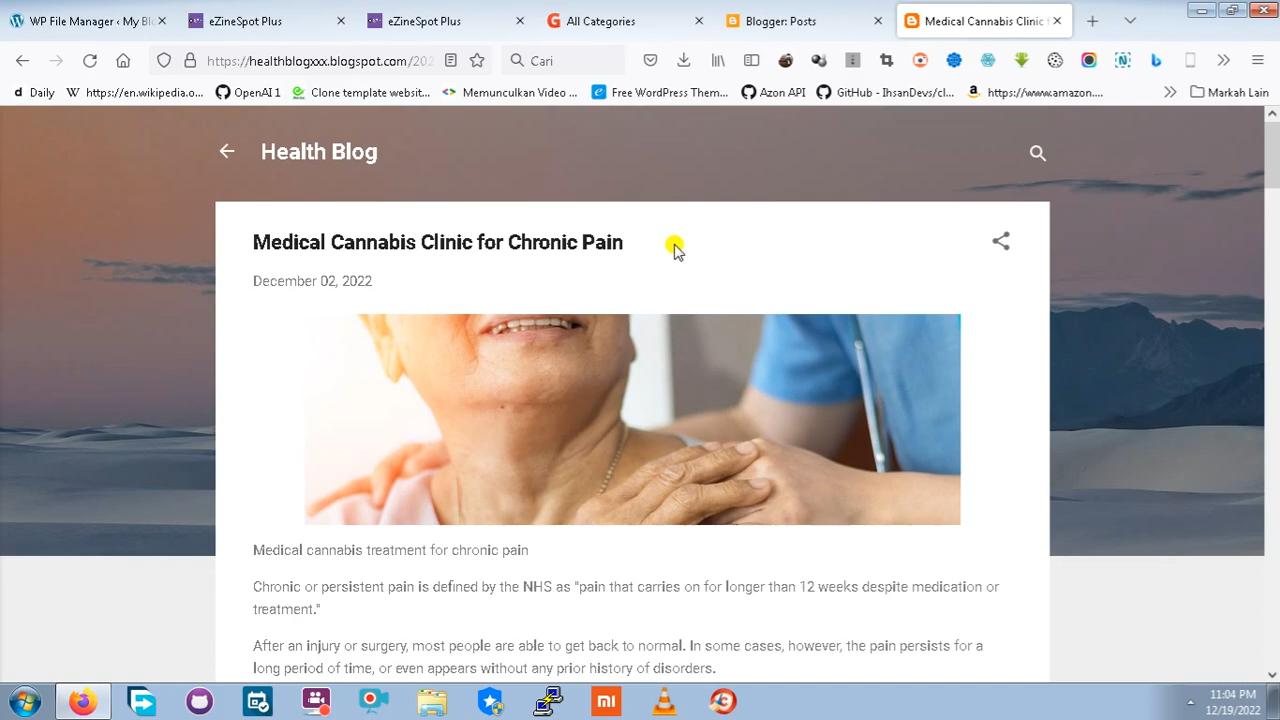 WP File Manager ‹ My Bl
eZineSpot Plus
eZineSpot Plus
All Categories
Blogger: Posts
Medical Cannabis Clinic f
https://healthblogxxx.blogspot.com/202
Cari
d Daily
https://en.wikipedia.o...
OpenAI 1
Clone template websit...
Memunculkan Video ...
Free WordPress Them...
Azon API
GitHub - IhsanDevs/cl...
https://www.amazon....
Markah Lain
Health Blog
Medical Cannabis Clinic for Chronic Pain
December 02, 2022
Medical cannabis treatment for chronic pain
Chronic or persistent pain is defined by the NHS as "pain that carries on for longer than 12 weeks despite medication or
treatment."
After an injury or surgery, most people are able to get back to normal. In some cases, however, the pain persists for a
long period of time, or even appears without any prior history of disorders.
11:04 PM
12/19/2022